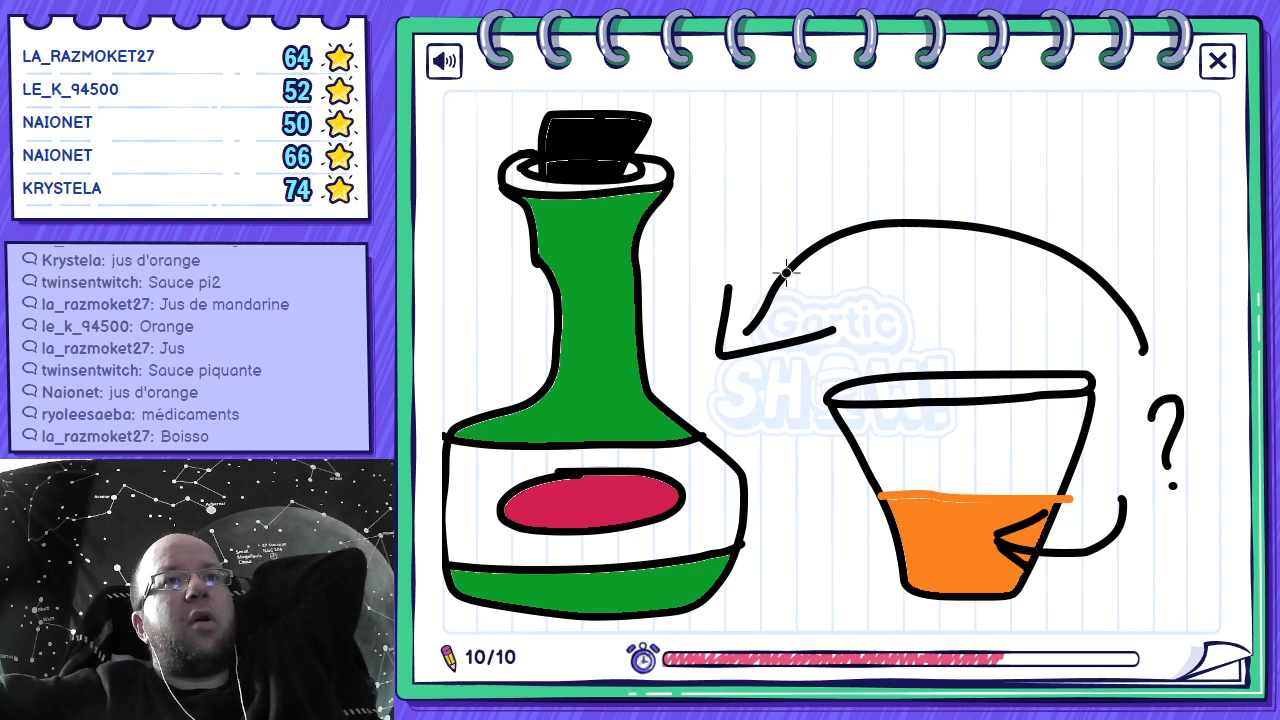 LA_RAZMOKET27 64
LE_K_94500 52
NAIONET 50
NAIONET 66
KRYSTELA 74
Krystela: jus d'orange
twinsentwitch: Sauce pi2
la_razmoket27: Jus de mandarine
le_k_94500: Orange
la_razmoket27: Jus
twinsentwitch: Sauce piquante
Naionet: jus d'orange
ryoleesaeba: médicaments
la_razmoket27: Boisso
Gartic
SHOW!
?
10/10